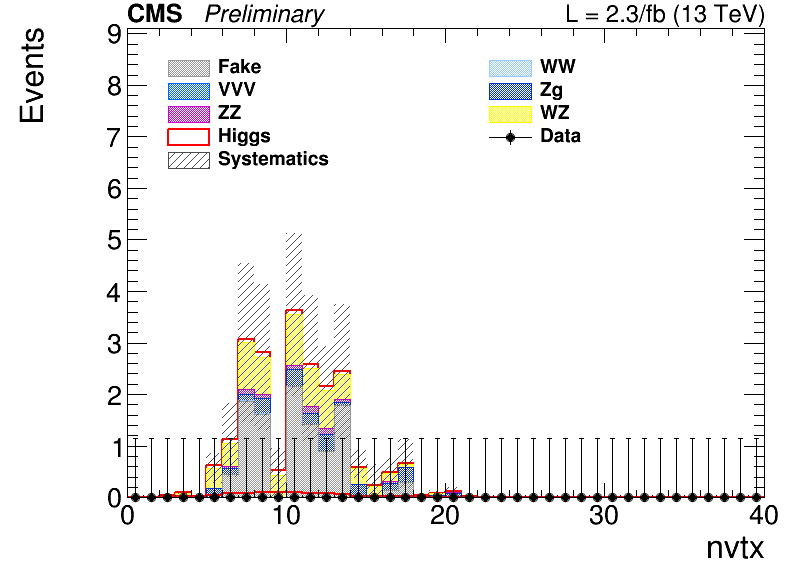 CMS Preliminary L = 2.3/fb (13 TeV)
Events
9
8
7
6
5
4
3
2
1
0
Fake
VVV
ZZ
Higgs
Systematics
WW
Zg
WZ
Data
0 10 20 30 40
nvtx